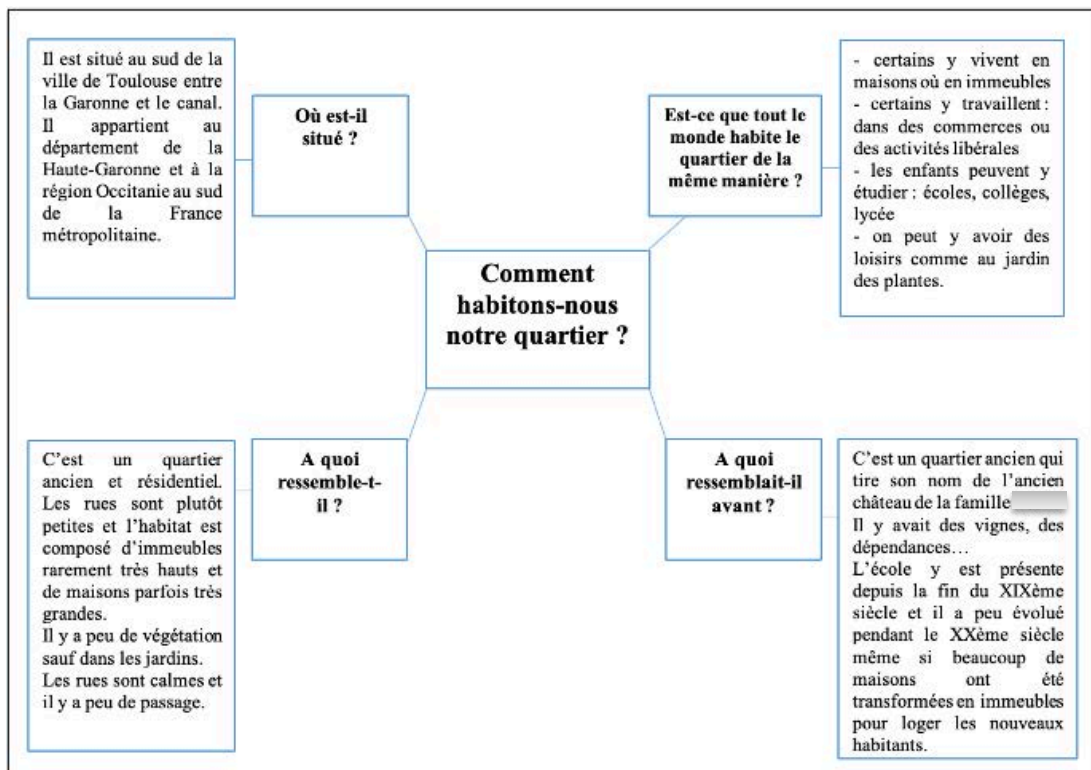 Il est situé au sud de la
ville de Toulouse entre
la Garonne et le canal.
Il appartient au
département de la
Haute-Garonne et à la
région Occitanie au sud
de la France
métropolitaine.
Où est-il
situé ?
Est-ce que tout le
monde habite le
quartier de la
même manière ?
- certains y vivent en
maisons où en immeubles
- certains y travaillent :
dans des commerces ou
des activités libérales
- les enfants peuvent y
étudier : écoles, collèges,
lycée
- on peut y avoir des
loisirs comme au jardin
des plantes.
Comment
habitons-nous
notre quartier ?
C’est un quartier
ancien et résidentiel.
Les rues sont plutôt
petites et l’habitat est
composé d’immeubles
rarement très hauts et
de maisons parfois très
grandes.
Il y a peu de végétation
sauf dans les jardins.
Les rues sont calmes et
il y a peu de passage.
A quoi
ressemble-t-
il ?
A quoi
ressemblait-il
avant ?
C’est un quartier ancien qui
tire son nom de l’ancien
château de la famille
Il y avait des vignes, des
dépendances…
L’école y est présente
depuis la fin du XIXème
siècle et il a peu évolué
pendant le XXème siècle
même si beaucoup de
maisons ont été
transformées en immeubles
pour loger les nouveaux
habitants.